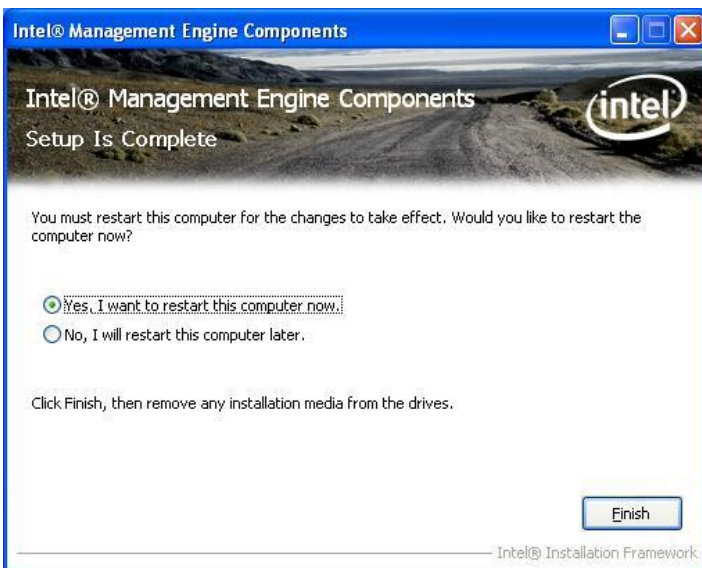 Intel® Management Engine Components
Intel® Management Engine Components
intel
Setup Is Complete
You must restart this computer for the changes to take effect. Would you like to restart the
computer now?
Yes, I want to restart this computer now.
No, I will restart this computer later.
Click Finish, then remove any installation media from the drives.
Finish
Intel® Installation Framework